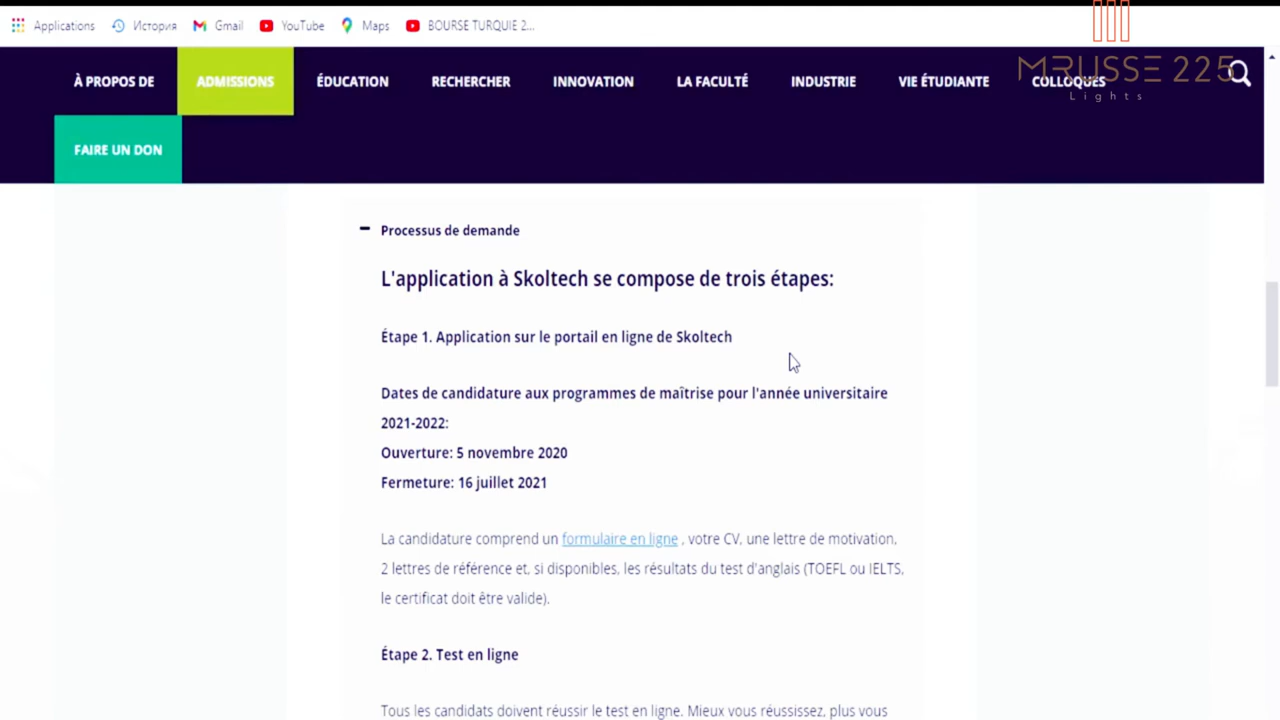 Applications История Gmail YouTube Maps BOURSE TURQUIE 2...
MRUSSE 225
Lights
À PROPOS DE ADMISSIONS ÉDUCATION RECHERCHER INNOVATION LA FACULTÉ INDUSTRIE VIE ÉTUDIANTE COLLOQUES
FAIRE UN DON
Processus de demande
L'application à Skoltech se compose de trois étapes:
Étape 1. Application sur le portail en ligne de Skoltech
Dates de candidature aux programmes de maîtrise pour l'année universitaire
2021-2022:
Ouverture: 5 novembre 2020
Fermeture: 16 juillet 2021
La candidature comprend un formulaire en ligne , votre CV, une lettre de motivation,
2 lettres de référence et, si disponibles, les résultats du test d'anglais (TOEFL ou IELTS,
le certificat doit être valide).
Étape 2. Test en ligne
Tous les candidats doivent réussir le test en ligne. Mieux vous réussissez, plus vous